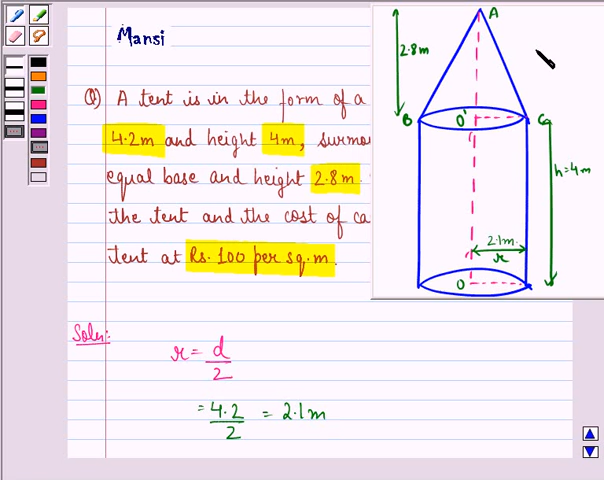 Mansi
Q) A tent is in the form of a
4.2m and height 4m, surmo
equal base and height 2.8m.
the tent and the cost of ca
tent at Rs. 100 per sq.m.
Soln:
r = d/2
= 4.2/2 = 2.1m
A
2.8m
B
O'
C
h=4m
2.1m
r
O